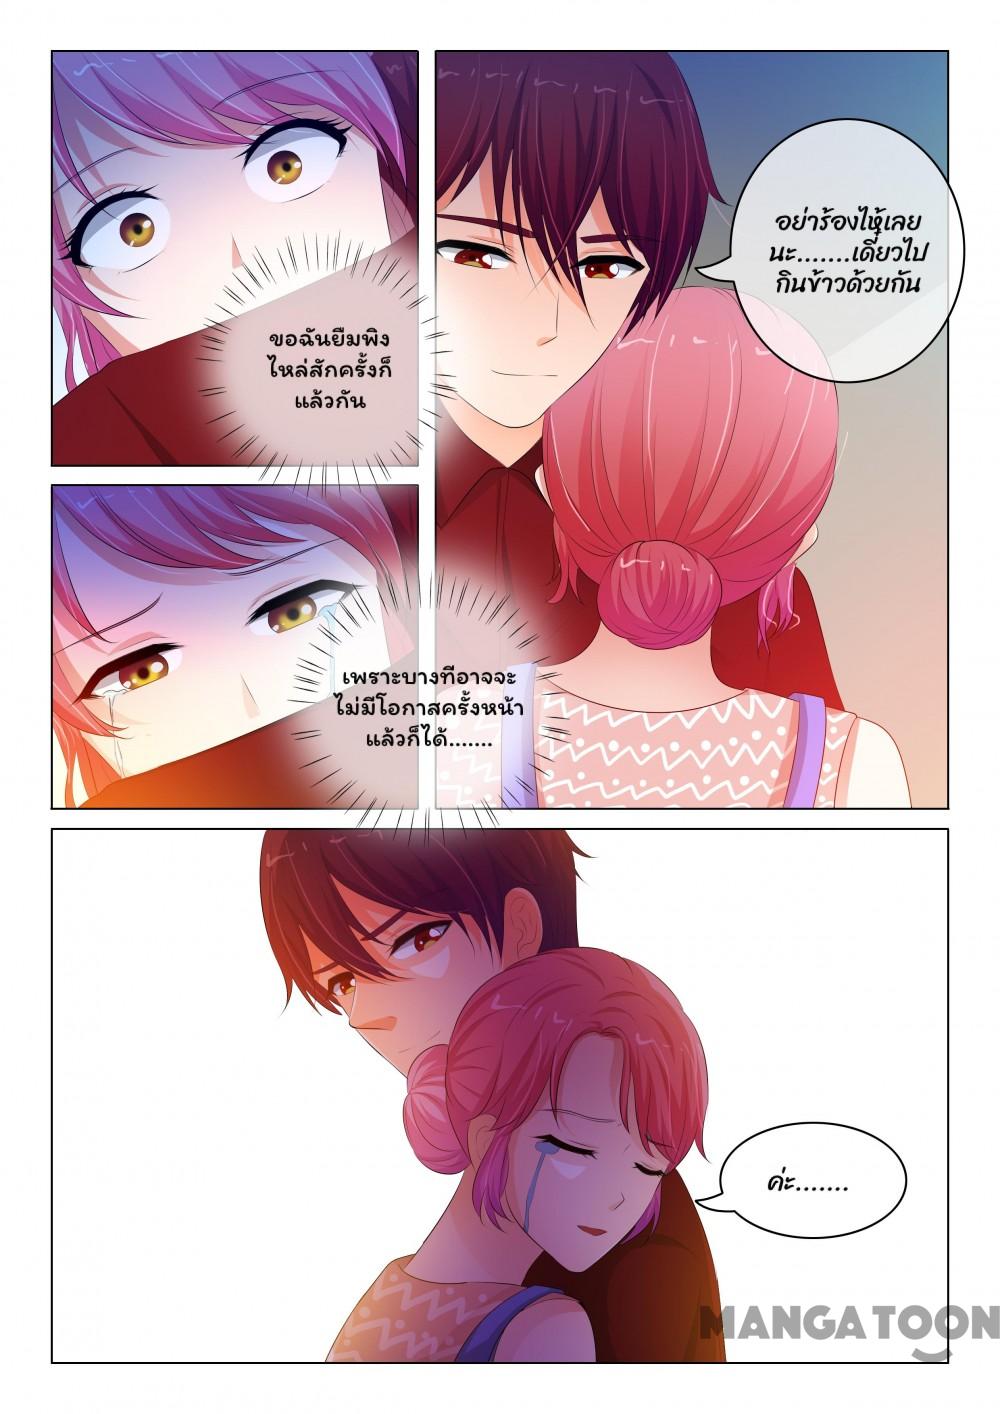 อย่าร้องไห้เลย
นะ.......เดี๋ยวไป
กินข้าวด้วยกัน
ขอฉันยืมพิง
ไหล่สักครั้งก็
แล้วกัน
เพราะบางทีอาจจะ
ไม่มีโอกาสครั้งหน้า
แล้วก็ได้.......
ค่ะ.......
MANGATOON